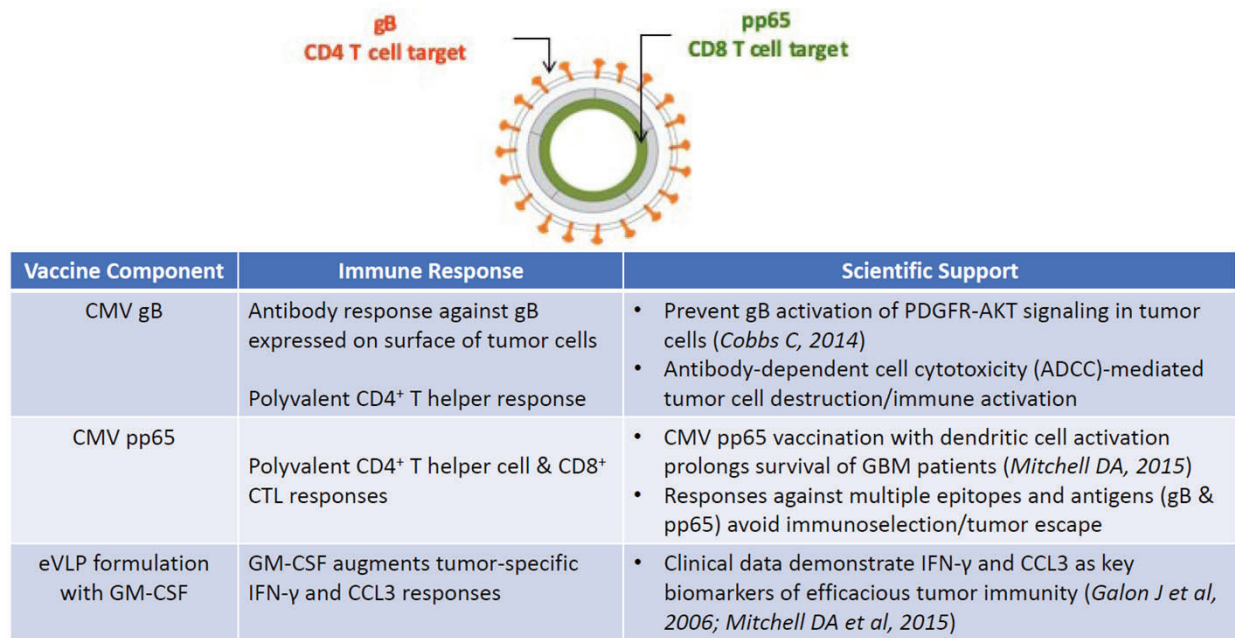 gB
CD4 T cell target
pp65
CD8 T cell target
Vaccine Component
Immune Response
Scientific Support
CMV gB
Antibody response against gB
expressed on surface of tumor cells
Polyvalent CD4⁺ T helper response
• Prevent gB activation of PDGFR-AKT signaling in tumor
cells (Cobbs C, 2014)
• Antibody-dependent cell cytotoxicity (ADCC)-mediated
tumor cell destruction/immune activation
CMV pp65
Polyvalent CD4⁺ T helper cell & CD8⁺
CTL responses
• CMV pp65 vaccination with dendritic cell activation
prolongs survival of GBM patients (Mitchell DA, 2015)
• Responses against multiple epitopes and antigens (gB &
pp65) avoid immunoselection/tumor escape
eVLP formulation
with GM-CSF
GM-CSF augments tumor-specific
IFN-γ and CCL3 responses
• Clinical data demonstrate IFN-γ and CCL3 as key
biomarkers of efficacious tumor immunity (Galon J et al,
2006; Mitchell DA et al, 2015)